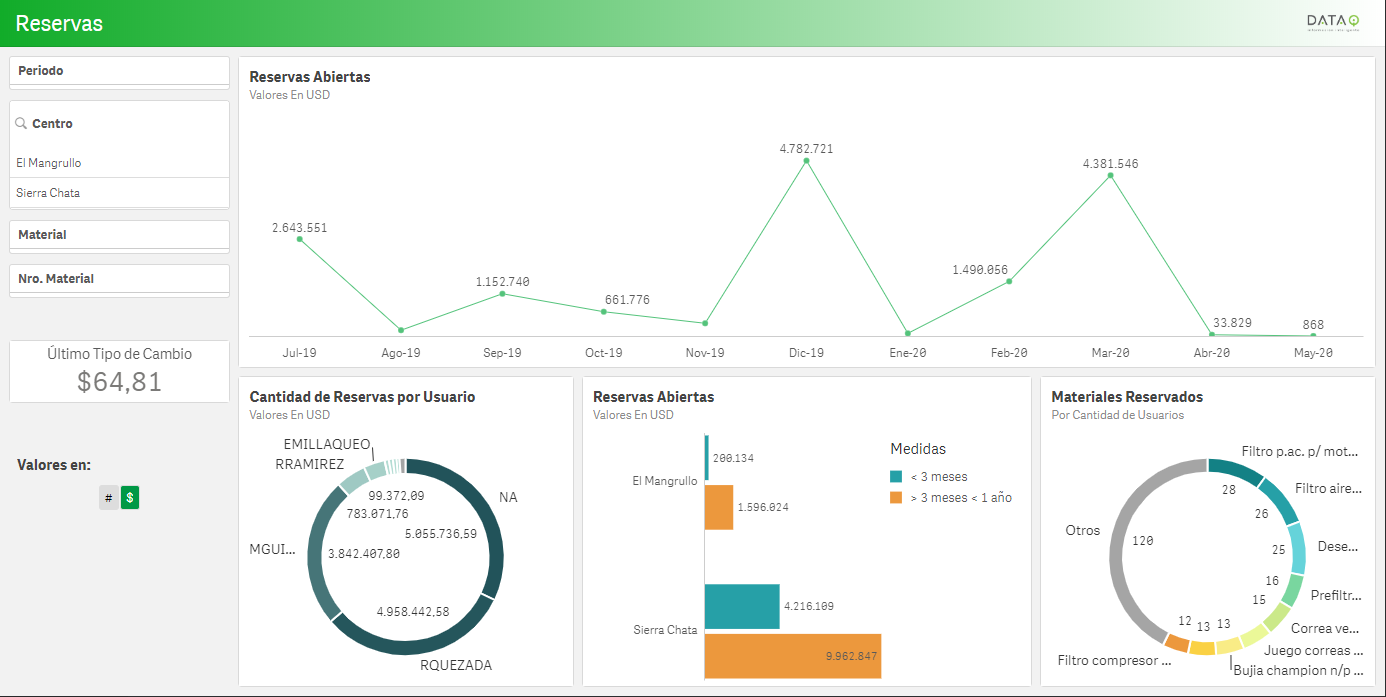 Reservas
DATA
Periodo
Centro
El Mangrullo
Sierra Chata
Material
Nro. Material
Último Tipo de Cambio
$64,81
Valores en:
#
$
Reservas Abiertas
Valores En USD
2.643.551
1.152.740
661.776
4.782.721
1.490.056
4.381.546
33.829
868
Jul-19
Ago-19
Sep-19
Oct-19
Nov-19
Dic-19
Ene-20
Feb-20
Mar-20
Abr-20
May-20
Cantidad de Reservas por Usuario
Valores En USD
EMILLAQUEO
RRAMIREZ
NA
MGUI...
RQUEZADA
99.372,09
783.071,76
5.055.736,59
3.842.407,80
4.958.442,58
Reservas Abiertas
Valores En USD
El Mangrullo
200.134
1.596.024
Sierra Chata
4.216.109
9.962.847
Medidas
< 3 meses
> 3 meses < 1 año
Materiales Reservados
Por Cantidad de Usuarios
Filtro p.ac. p/ mot...
28
Filtro aire...
26
Otros
120
25
Dese...
16
Prefiltr...
15
Correa ve...
12
13
13
Juego correas ...
Filtro compresor ...
Bujia champion n/p ...